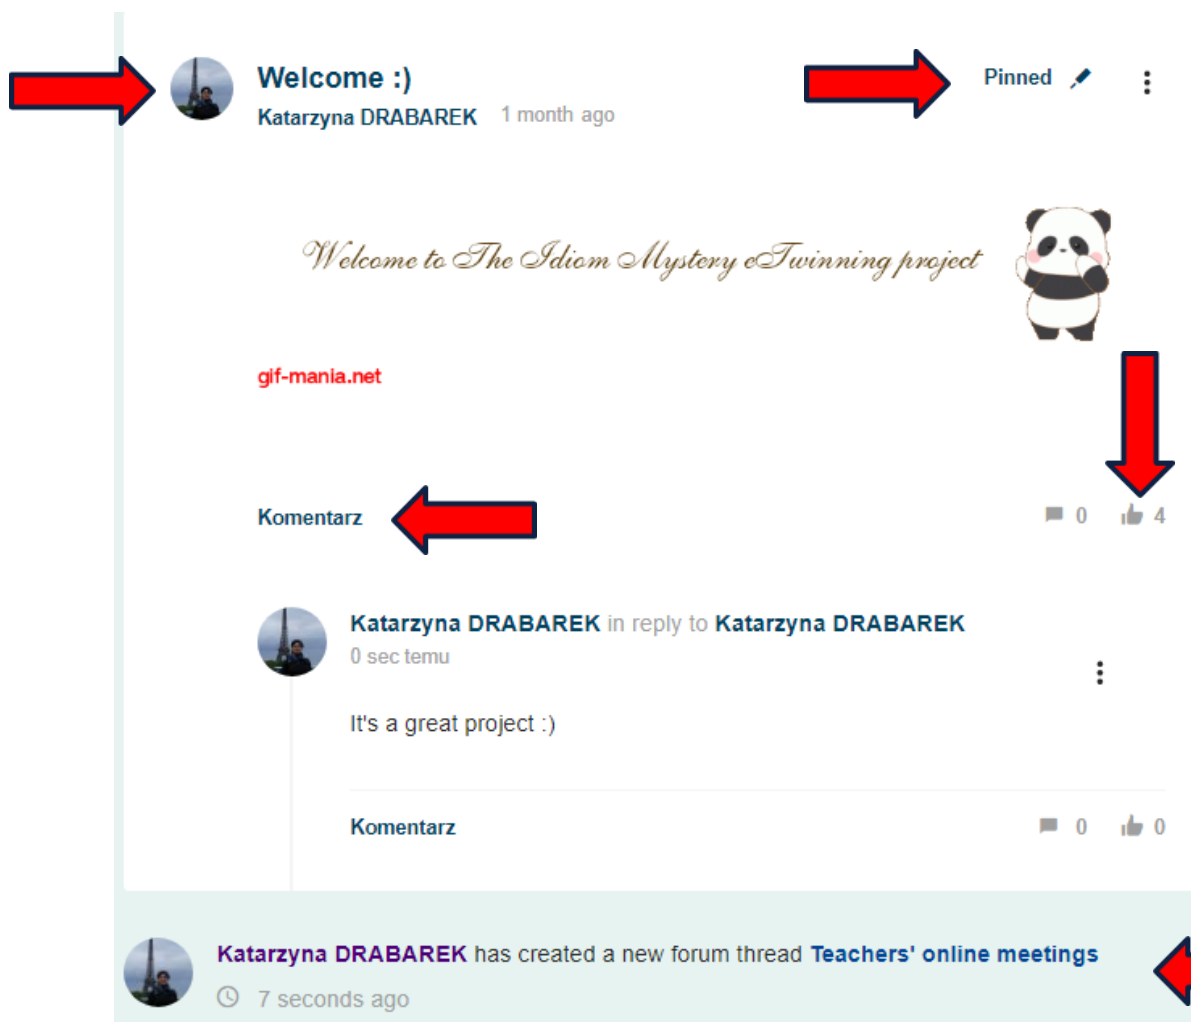 Welcome :)
Pinned
Katarzyna DRABAREK 1 month ago
Welcome to The Idiom Mystery eTwinning project
gif-mania.net
Komentarz
0 4
Katarzyna DRABAREK in reply to Katarzyna DRABAREK
0 sec temu
It's a great project :)
Komentarz
0 0
Katarzyna DRABAREK has created a new forum thread Teachers' online meetings
7 seconds ago